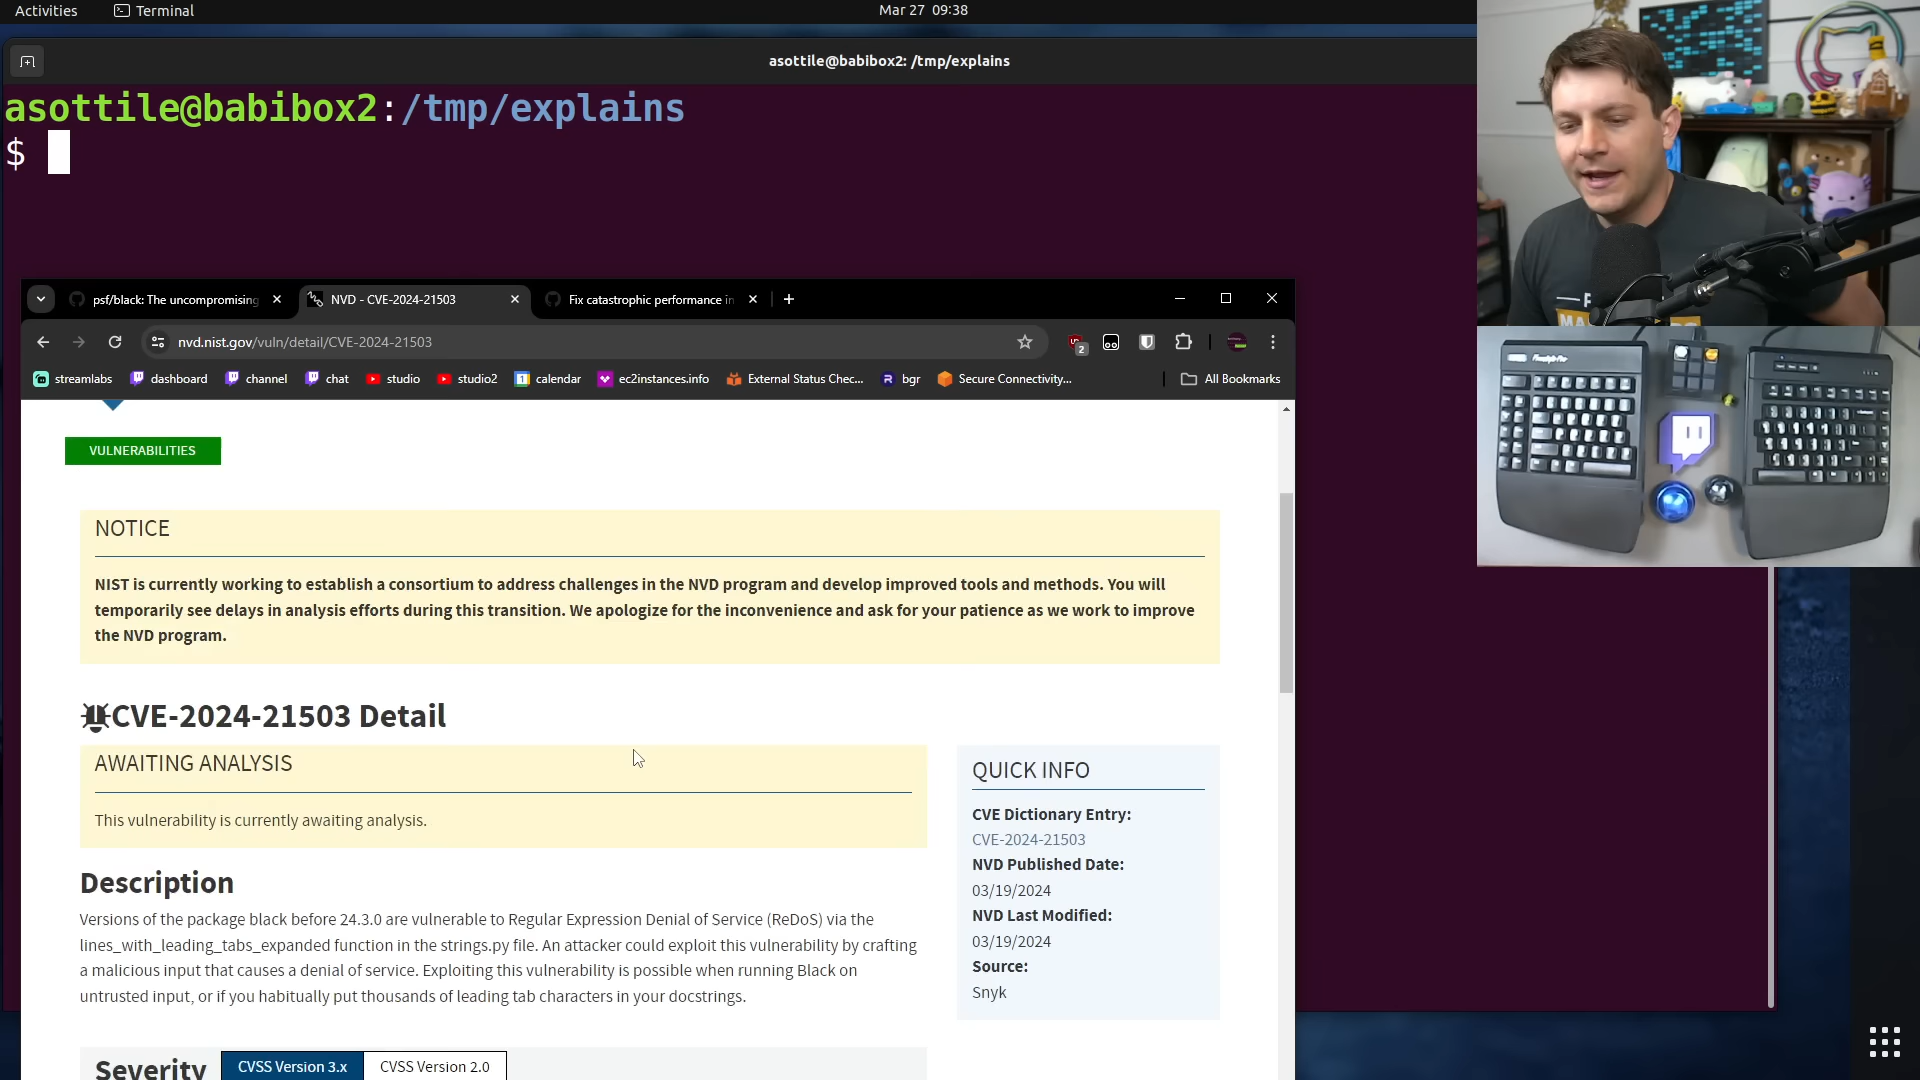 Activities
Terminal
Mar 27 09:38
asottile@babibox2: /tmp/explains
asottile@babibox2:/tmp/explains
$
psf/black: The uncompromising
NVD - CVE-2024-21503
Fix catastrophic performance in
nvd.nist.gov/vuln/detail/CVE-2024-21503
2
streamlabs
dashboard
channel
chat
studio
studio2
calendar
ec2instances.info
External Status Chec...
bgr
Secure Connectivity...
All Bookmarks
VULNERABILITIES
NOTICE
NIST is currently working to establish a consortium to address challenges in the NVD program and develop improved tools and methods. You will
temporarily see delays in analysis efforts during this transition. We apologize for the inconvenience and ask for your patience as we work to improve
the NVD program.
CVE-2024-21503 Detail
AWAITING ANALYSIS
This vulnerability is currently awaiting analysis.
Description
Versions of the package black before 24.3.0 are vulnerable to Regular Expression Denial of Service (ReDoS) via the
lines_with_leading_tabs_expanded function in the strings.py file. An attacker could exploit this vulnerability by crafting
a malicious input that causes a denial of service. Exploiting this vulnerability is possible when running Black on
untrusted input, or if you habitually put thousands of leading tab characters in your docstrings.
QUICK INFO
CVE Dictionary Entry:
CVE-2024-21503
NVD Published Date:
03/19/2024
NVD Last Modified:
03/19/2024
Source:
Snyk
Severity
CVSS Version 3.x
CVSS Version 2.0